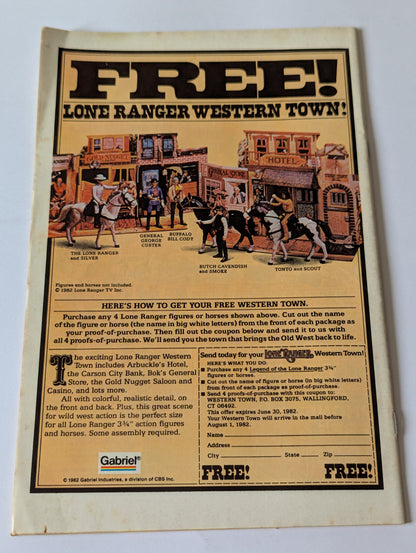 FREE!
LONE RANGER WESTERN TOWN!
GOLD NUGGET
HOTEL
THE LONE RANGER
and SILVER
GENERAL
GEORGE
CUSTER
BUFFALO
BILL CODY
BUTCH CAVENDISH
and SMOKE
TONTO and SCOUT
Figures and horses not included.
© 1982 Lone Ranger TV Inc.
HERE'S HOW TO GET YOUR FREE WESTERN TOWN.
Purchase any 4 Lone Ranger figures or horses shown above. Cut out the name
of the figure or horse (the name in big white letters) from the front of each package as
your proof-of-purchase. Then fill out the coupon below and send it to us with
all 4 proofs-of-purchase. We'll send you the town that brings the Old West back to life.
The exciting Lone Ranger Western
Town includes Arbuckle's Hotel,
the Carson City Bank, Bok's General
Store, the Gold Nugget Saloon and
Casino, and lots more.
All with colorful, realistic detail, on
the front and back. Plus, this great scene
for wild west action is the perfect size
for all Lone Ranger 3¾" action
figures and horses. Some assembly required.
Gabriel
© 1982 Gabriel Industries, a division of CBS Inc.
Send today for your LONE RANGER Western Town!
HERE'S WHAT YOU DO.
Purchase any 4 Legend of the Lone Ranger 3¾"
figures or horses.
Cut out the name of figure or horse (in big white letters)
from front of each package as proof-of-purchase.
Send 4 proofs-of-purchase with this coupon to:
WESTERN TOWN, P.O. BOX 3075, WALLINGFORD,
CT 06492.
This offer expires June 30, 1982.
Your Western Town will arrive in the mail before
August 1, 1982.
Name
Address
City State Zip
FREE! FREE!